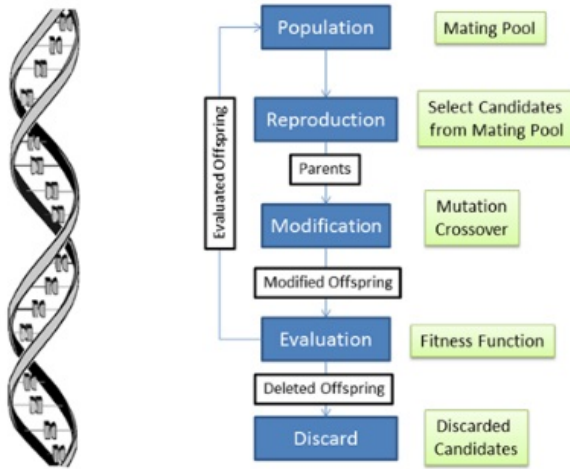 Population
Mating Pool
Reproduction
Select Candidates
from Mating Pool
Evaluated Offspring
Parents
Modification
Mutation
Crossover
Modified Offspring
Evaluation
Fitness Function
Deleted Offspring
Discard
Discarded
Candidates